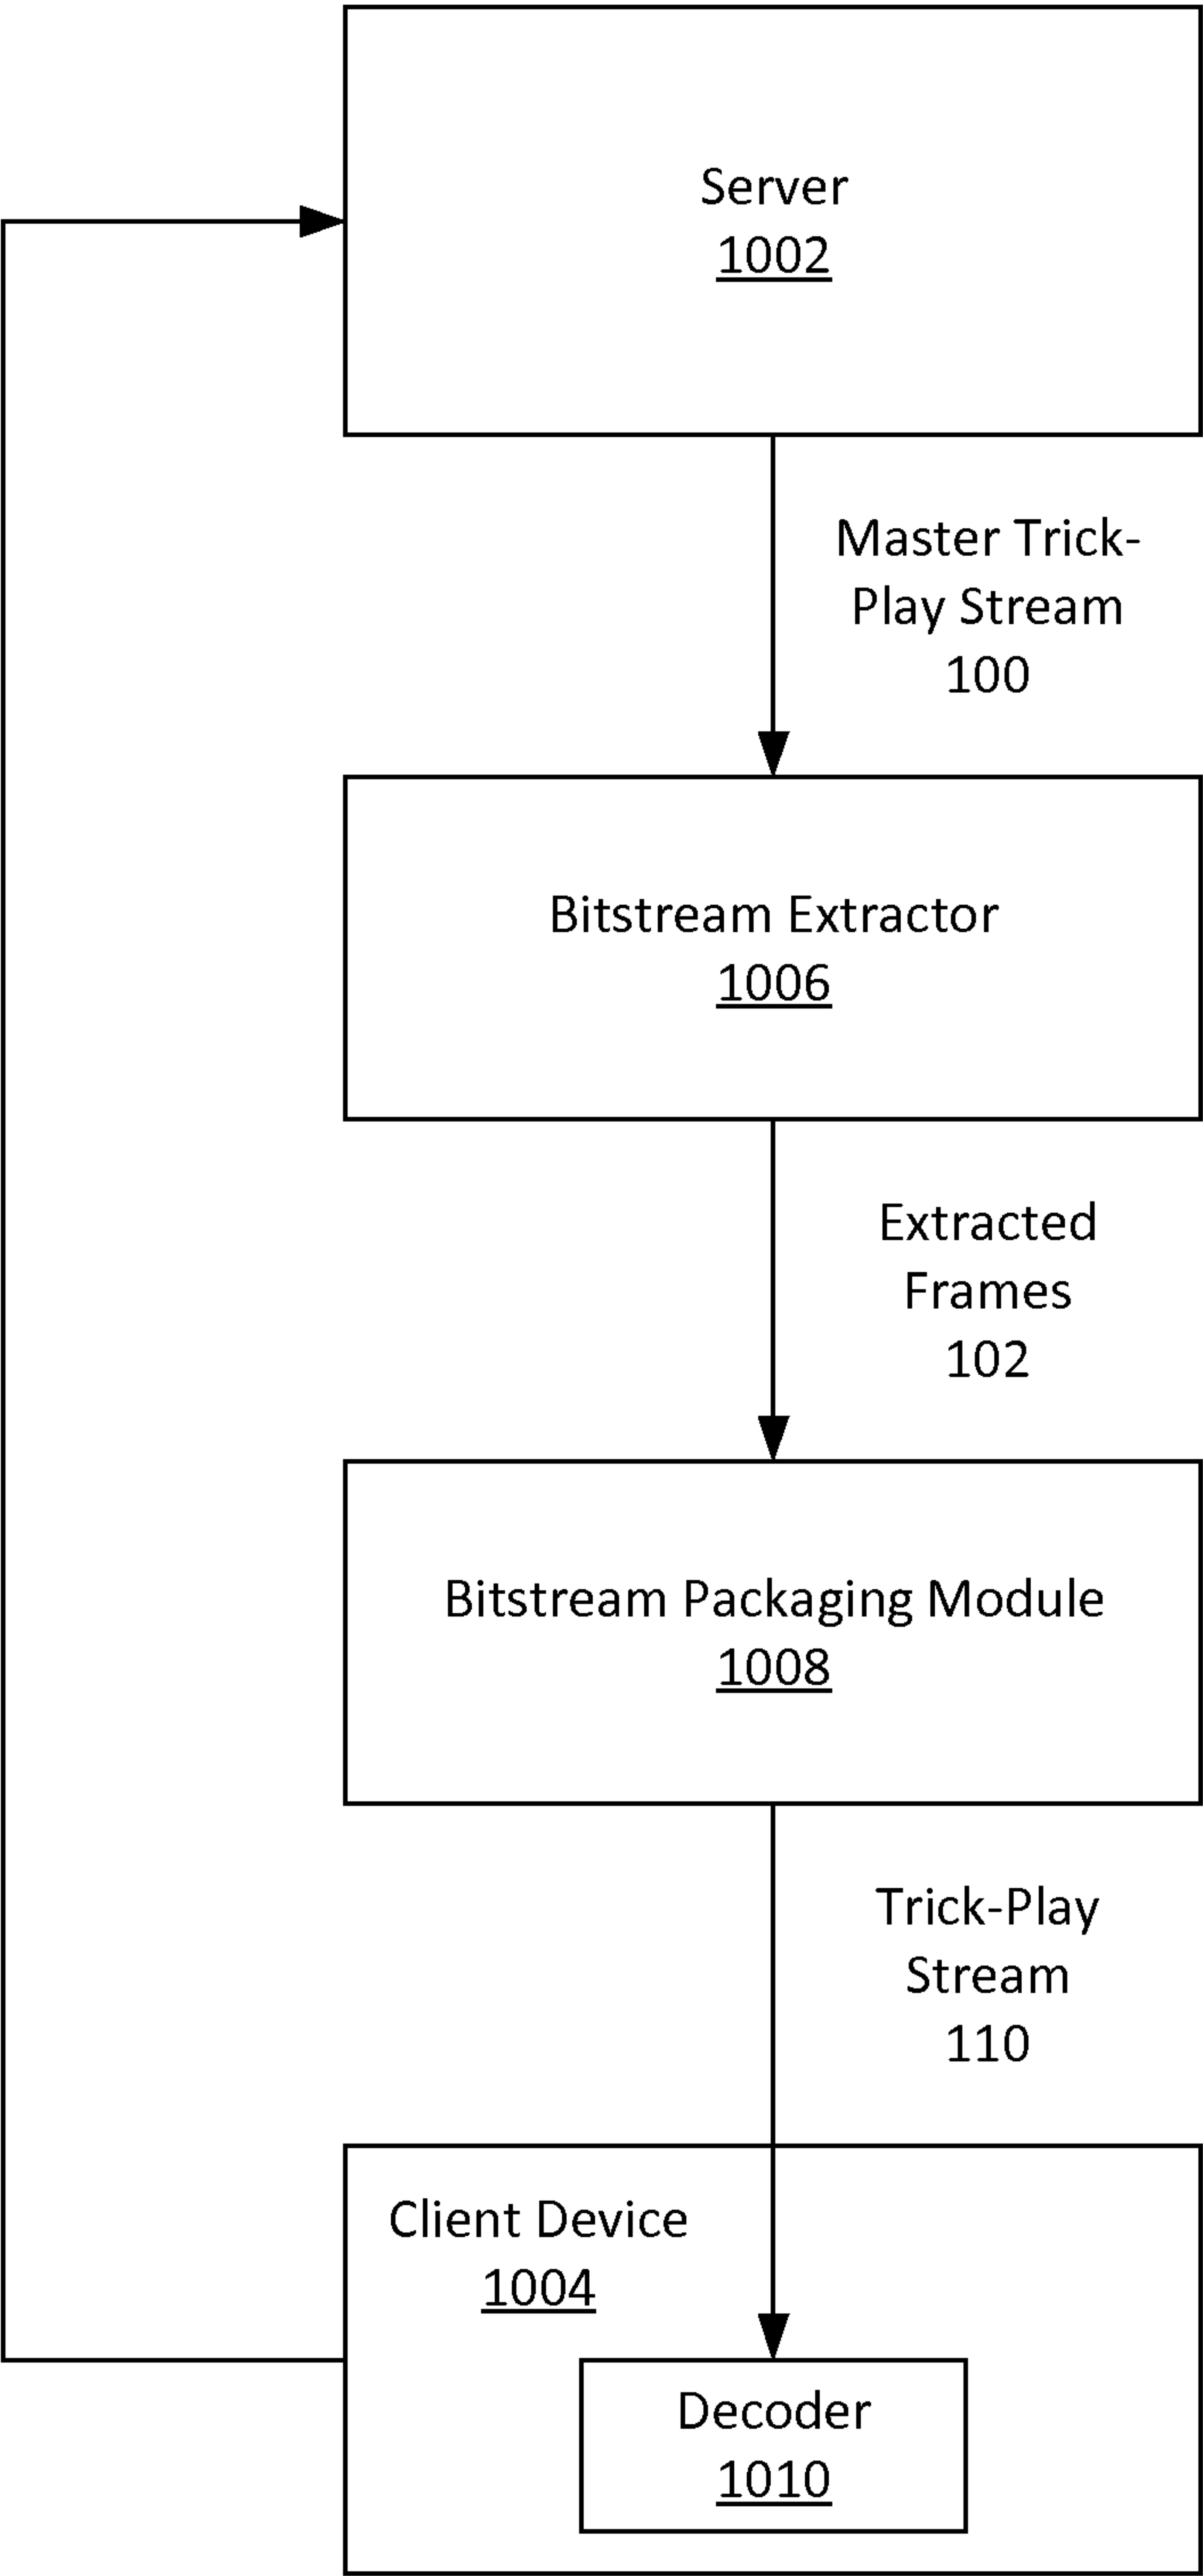 Server
1002
Master Trick-
Play Stream
100
Bitstream Extractor
1006
Extracted
Frames
102
Bitstream Packaging Module
1008
Trick-Play
Stream
110
Client Device
1004
Decoder
1010